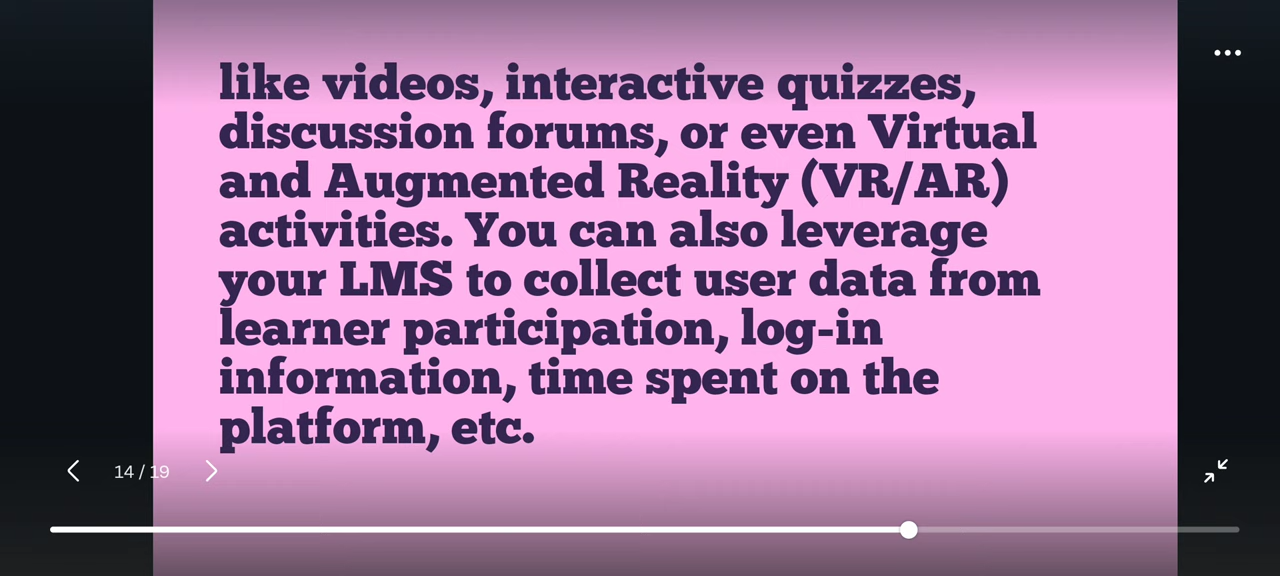 like videos, interactive quizzes,
discussion forums, or even Virtual
and Augmented Reality (VR/AR)
activities. You can also leverage
your LMS to collect user data from
learner participation, log-in
information, time spent on the
platform, etc.
14 / 19